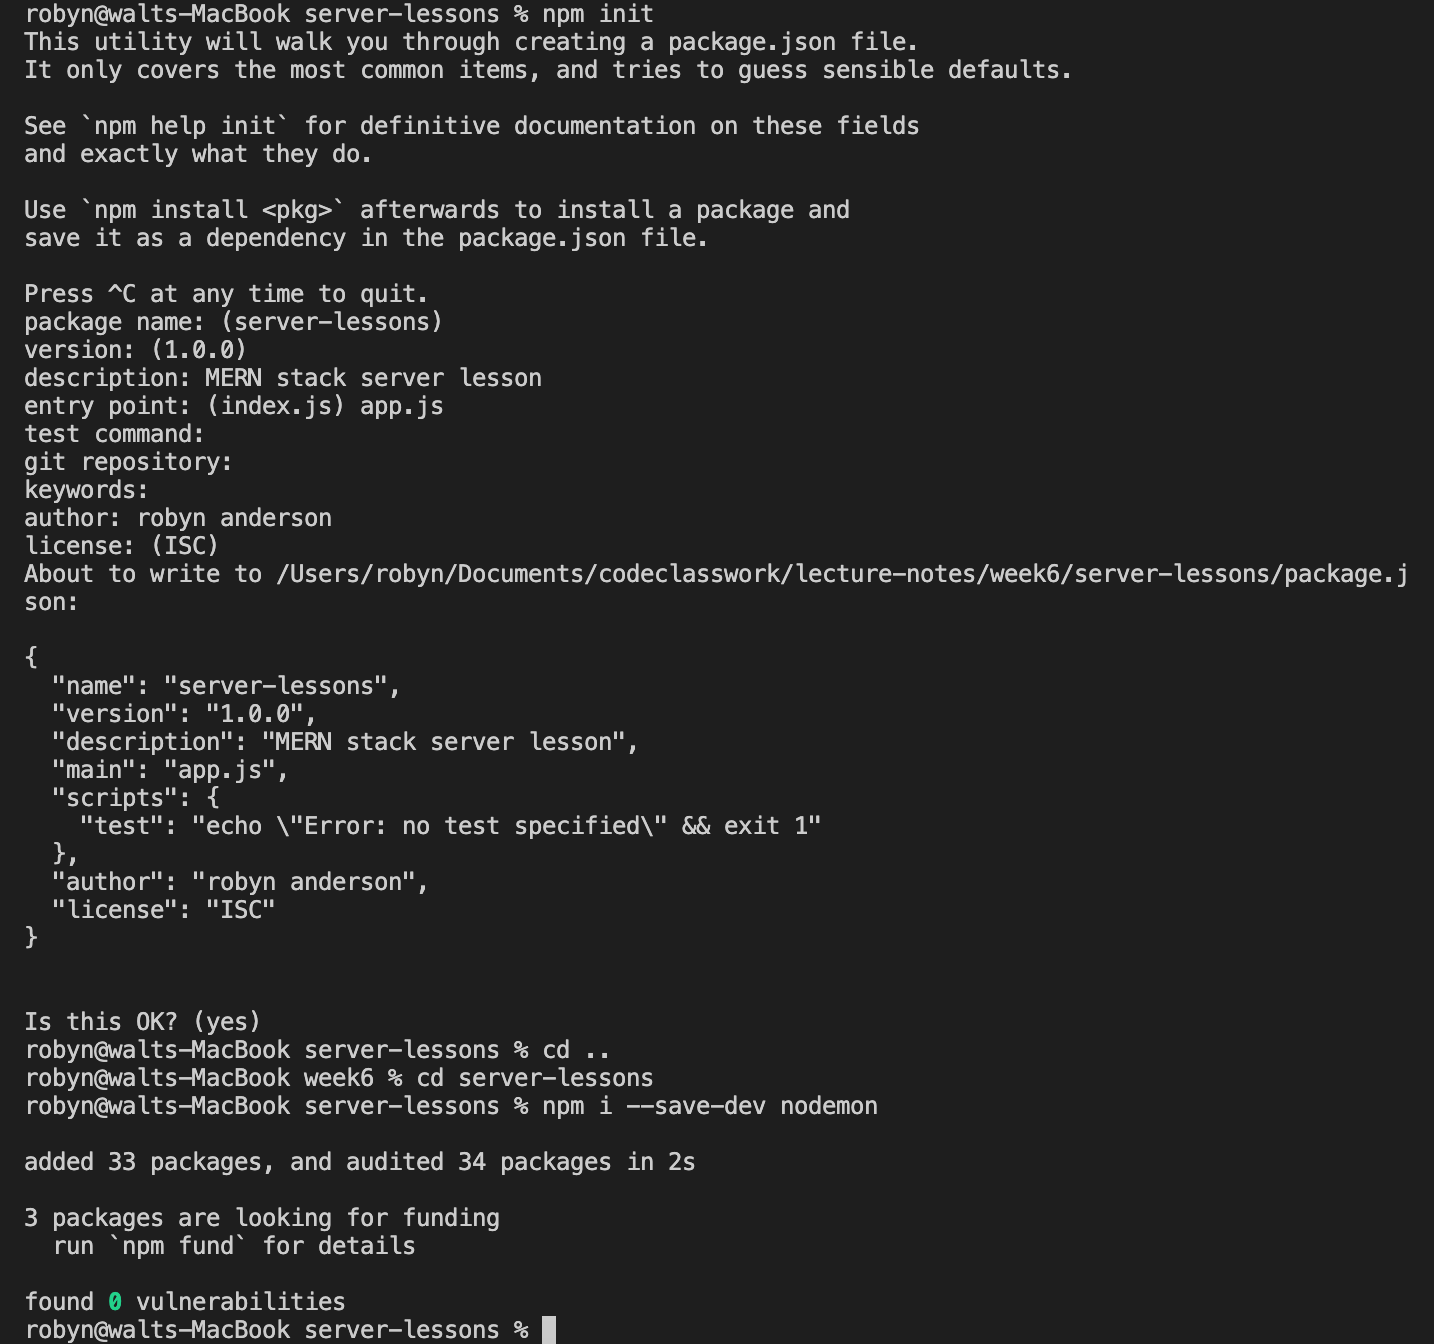 robyn@walts-MacBook server-lessons % npm init
This utility will walk you through creating a package.json file.
It only covers the most common items, and tries to guess sensible defaults.
See `npm help init` for definitive documentation on these fields
and exactly what they do.
Use `npm install <pkg>` afterwards to install a package and
save it as a dependency in the package.json file.
Press ^C at any time to quit.
package name: (server-lessons)
version: (1.0.0)
description: MERN stack server lesson
entry point: (index.js) app.js
test command:
git repository:
keywords:
author: robyn anderson
license: (ISC)
About to write to /Users/robyn/Documents/codeclasswork/lecture-notes/week6/server-lessons/package.j
son:
{
  "name": "server-lessons",
  "version": "1.0.0",
  "description": "MERN stack server lesson",
  "main": "app.js",
  "scripts": {
    "test": "echo \"Error: no test specified\" && exit 1"
  },
  "author": "robyn anderson",
  "license": "ISC"
}
Is this OK? (yes)
robyn@walts-MacBook server-lessons % cd ..
robyn@walts-MacBook week6 % cd server-lessons
robyn@walts-MacBook server-lessons % npm i --save-dev nodemon
added 33 packages, and audited 34 packages in 2s
3 packages are looking for funding
  run `npm fund` for details
found 0 vulnerabilities
robyn@walts-MacBook server-lessons %